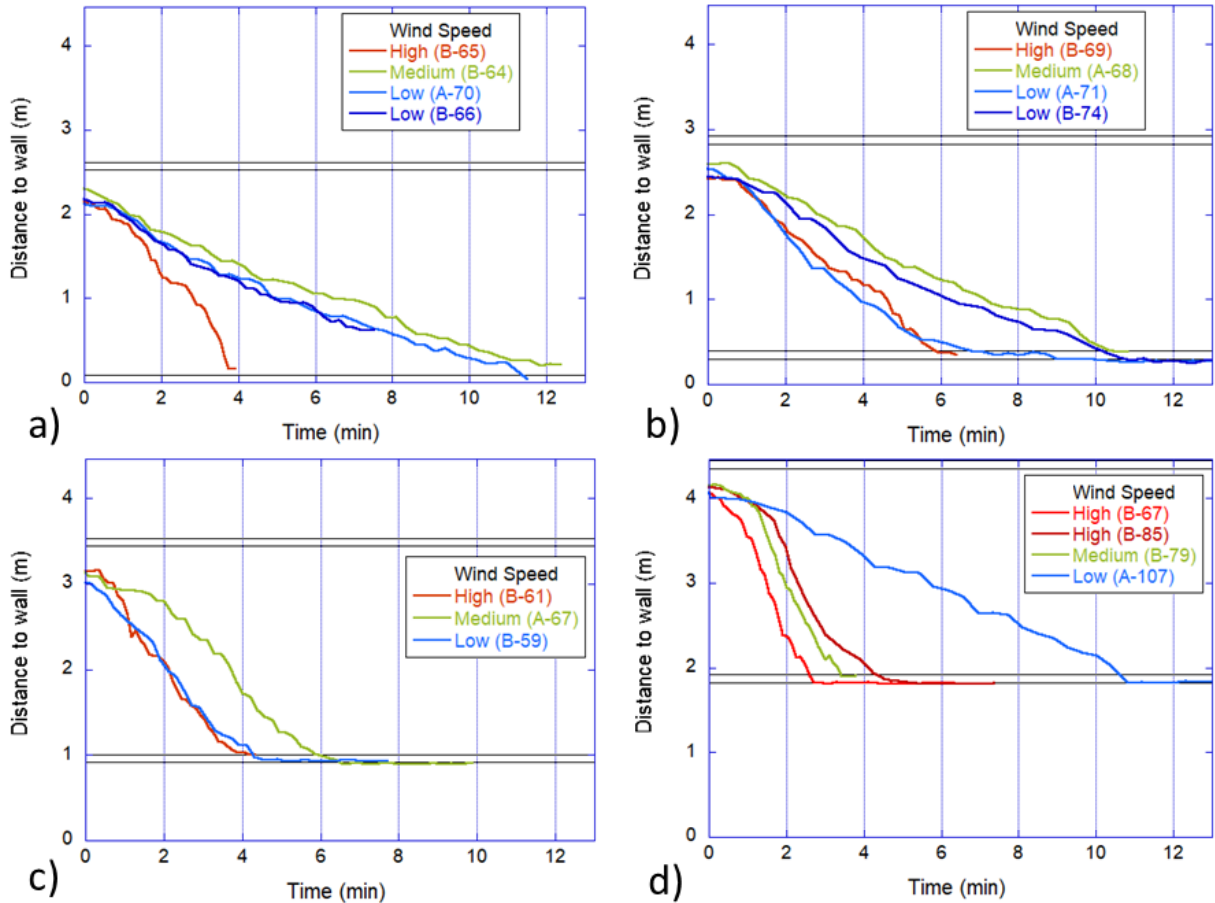 Wind Speed
High (B-65)
Medium (B-64)
Low (A-70)
Low (B-66)
Distance to wall (m)
4
3
2
1
0
0 2 4 6 8 10 12
Time (min)
a)
Wind Speed
High (B-69)
Medium (A-68)
Low (A-71)
Low (B-74)
Distance to wall (m)
4
3
2
1
0
0 2 4 6 8 10 12
Time (min)
b)
Wind Speed
High (B-61)
Medium (A-67)
Low (B-59)
Distance to wall (m)
4
3
2
1
0
0 2 4 6 8 10 12
Time (min)
c)
Wind Speed
High (B-67)
High (B-85)
Medium (B-79)
Low (A-107)
Distance to wall (m)
4
3
2
1
0
0 2 4 6 8 10 12
Time (min)
d)